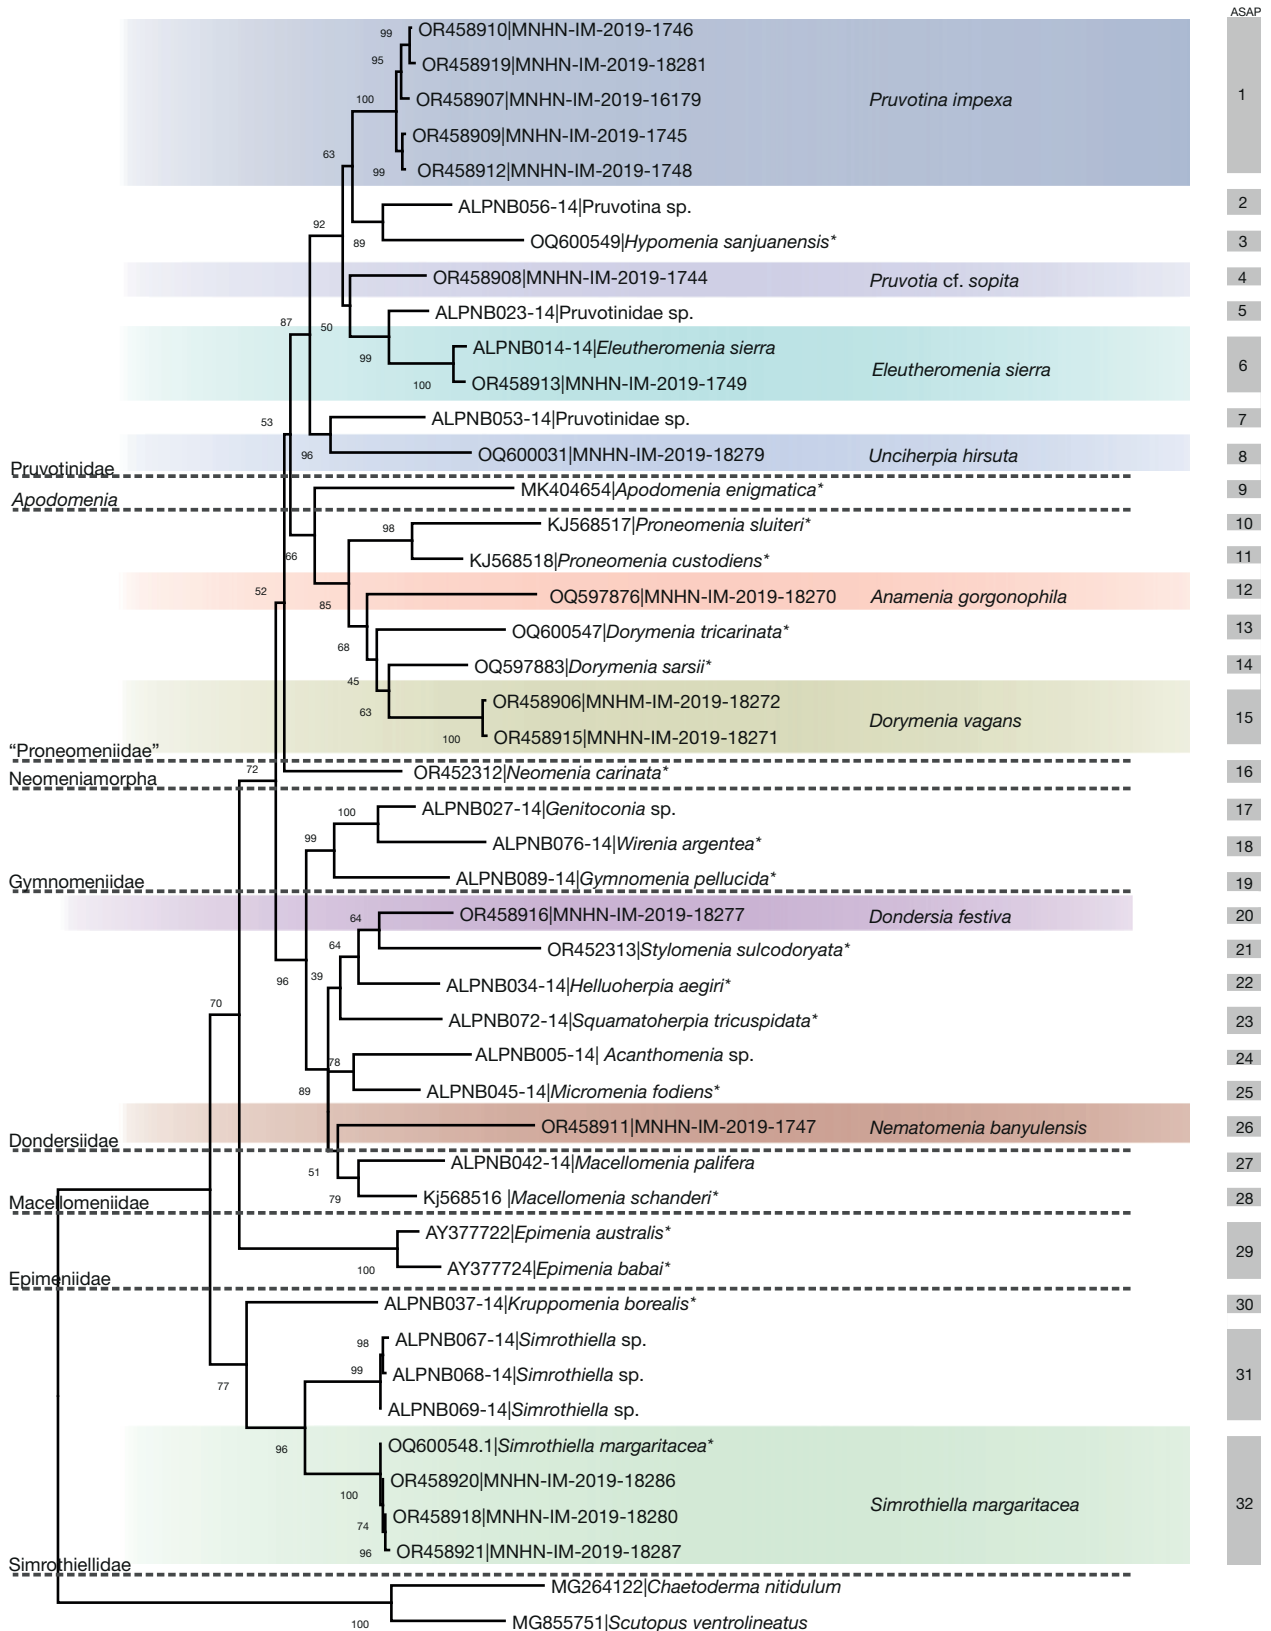 ASAP
99 OR458910|MNHN-IM-2019-1746
95 OR458919|MNHN-IM-2019-18281
100 OR458907|MNHN-IM-2019-16179 Pruvotina impexa 1
OR458909|MNHN-IM-2019-1745
63
99 OR458912|MNHN-IM-2019-1748
ALPNB056-14|Pruvotina sp. 2
92
89 OQ600549|Hypomenia sanjuanensis* 3
OR458908|MNHN-IM-2019-1744 Pruvotia cf. sopita 4
ALPNB023-14|Pruvotinidae sp. 5
87 50
99 ALPNB014-14|Eleutheromenia sierra
Eleutheromenia sierra 6
100 OR458913|MNHN-IM-2019-1749
ALPNB053-14|Pruvotinidae sp. 7
53
96 OQ600031|MNHN-IM-2019-18279 Unciherpia hirsuta 8
Pruvotinidae
Apodomenia MK404654|Apodomenia enigmatica* 9
98 KJ568517|Proneomenia sluiteri* 10
66 KJ568518|Proneomenia custodiens* 11
52 85 OQ597876|MNHN-IM-2019-18270 Anamenia gorgonophila 12
OQ600547|Dorymenia tricarinata* 13
68
OQ597883|Dorymenia sarsii* 14
45
OR458906|MNHM-IM-2019-18272
63 Dorymenia vagans 15
100 OR458915|MNHN-IM-2019-18271
“Proneomeniidae”
72 OR452312|Neomenia carinata* 16
Neomeniamorpha
100 ALPNB027-14|Genitoconia sp. 17
99 ALPNB076-14|Wirenia argentea* 18
Gymnomeniidae ALPNB089-14|Gymnomenia pellucida* 19
64 OR458916|MNHN-IM-2019-18277 Dondersia festiva 20
64 OR452313|Stylomenia sulcodoryata* 21
96 39 ALPNB034-14|Helluoherpia aegiri* 22
70
ALPNB072-14|Squamatoherpia tricuspidata* 23
78 ALPNB005-14| Acanthomenia sp. 24
89 ALPNB045-14|Micromenia fodiens* 25
OR458911|MNHN-IM-2019-1747 Nematomenia banyulensis 26
Dondersiidae
51 ALPNB042-14|Macellomenia palifera 27
79 Kj568516 |Macellomenia schanderi* 28
Macellomeniidae
AY377722|Epimenia australis*
29
100 AY377724|Epimenia babai*
Epimeniidae
ALPNB037-14|Kruppomenia borealis* 30
98 ALPNB067-14|Simrothiella sp.
99 ALPNB068-14|Simrothiella sp. 31
77
ALPNB069-14|Simrothiella sp.
96 OQ600548.1|Simrothiella margaritacea*
100 OR458920|MNHN-IM-2019-18286
Simrothiella margaritacea 32
74 OR458918|MNHN-IM-2019-18280
96 OR458921|MNHN-IM-2019-18287
Simrothiellidae
MG264122|Chaetoderma nitidulum
100 MG855751|Scutopus ventrolineatus